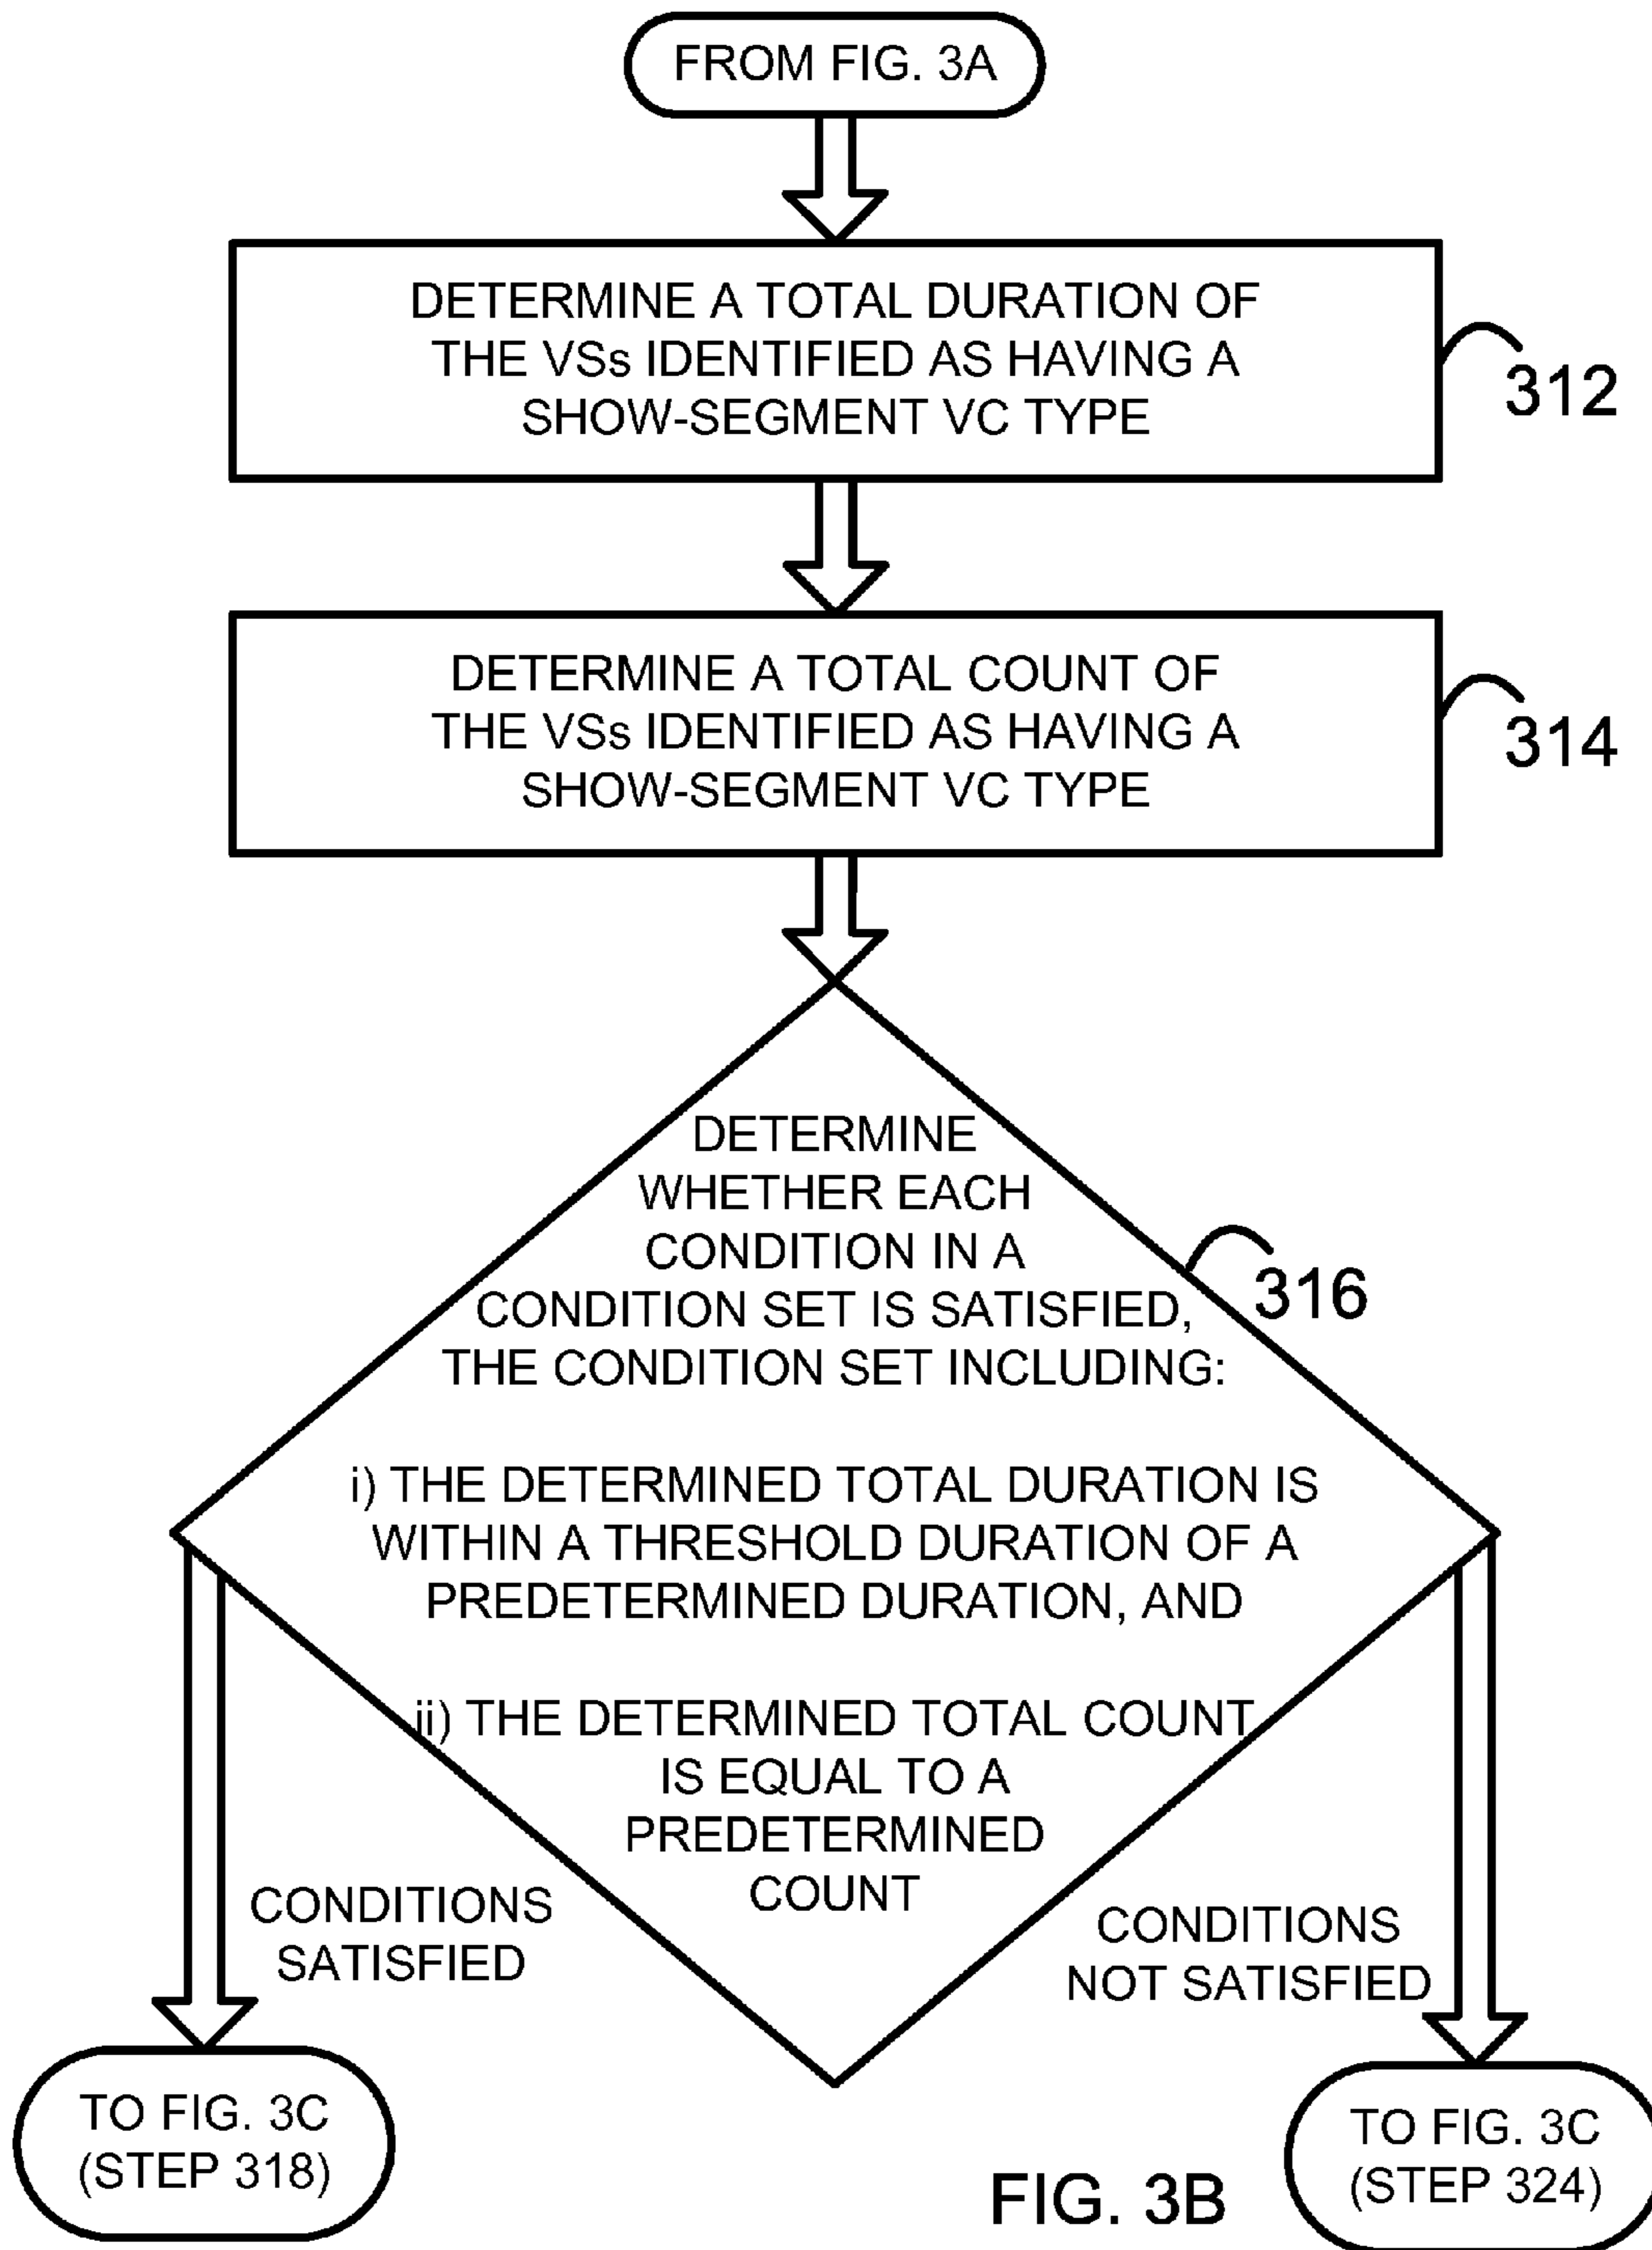 FROM FIG. 3A
DETERMINE A TOTAL DURATION OF
THE VSs IDENTIFIED AS HAVING A
SHOW-SEGMENT VC TYPE
312
DETERMINE A TOTAL COUNT OF
THE VSs IDENTIFIED AS HAVING A
SHOW-SEGMENT VC TYPE
314
DETERMINE
WHETHER EACH
CONDITION IN A
CONDITION SET IS SATISFIED,
THE CONDITION SET INCLUDING:
316
i) THE DETERMINED TOTAL DURATION IS
WITHIN A THRESHOLD DURATION OF A
PREDETERMINED DURATION, AND
ii) THE DETERMINED TOTAL COUNT
IS EQUAL TO A
PREDETERMINED
COUNT
CONDITIONS
SATISFIED
CONDITIONS
NOT SATISFIED
TO FIG. 3C
(STEP 318)
TO FIG. 3C
(STEP 324)
FIG. 3B